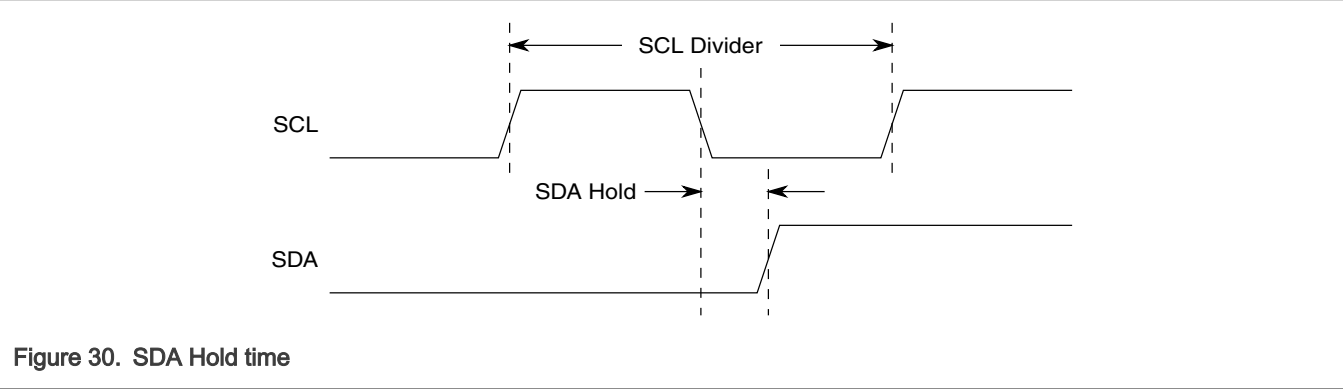 SCL Divider
SCL
SDA Hold
SDA
Figure 30. SDA Hold time